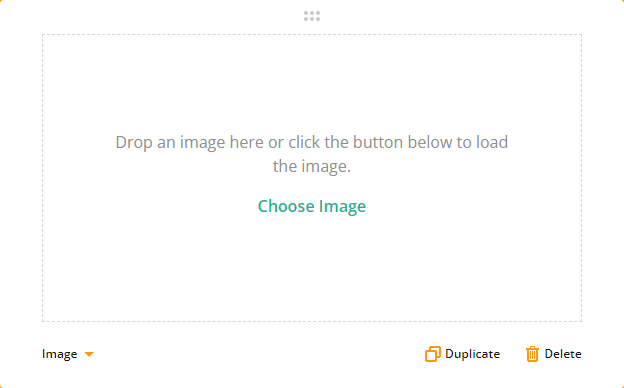 Drop an image here or click the button below to load
the image.
Choose Image
Image
Duplicate
Delete